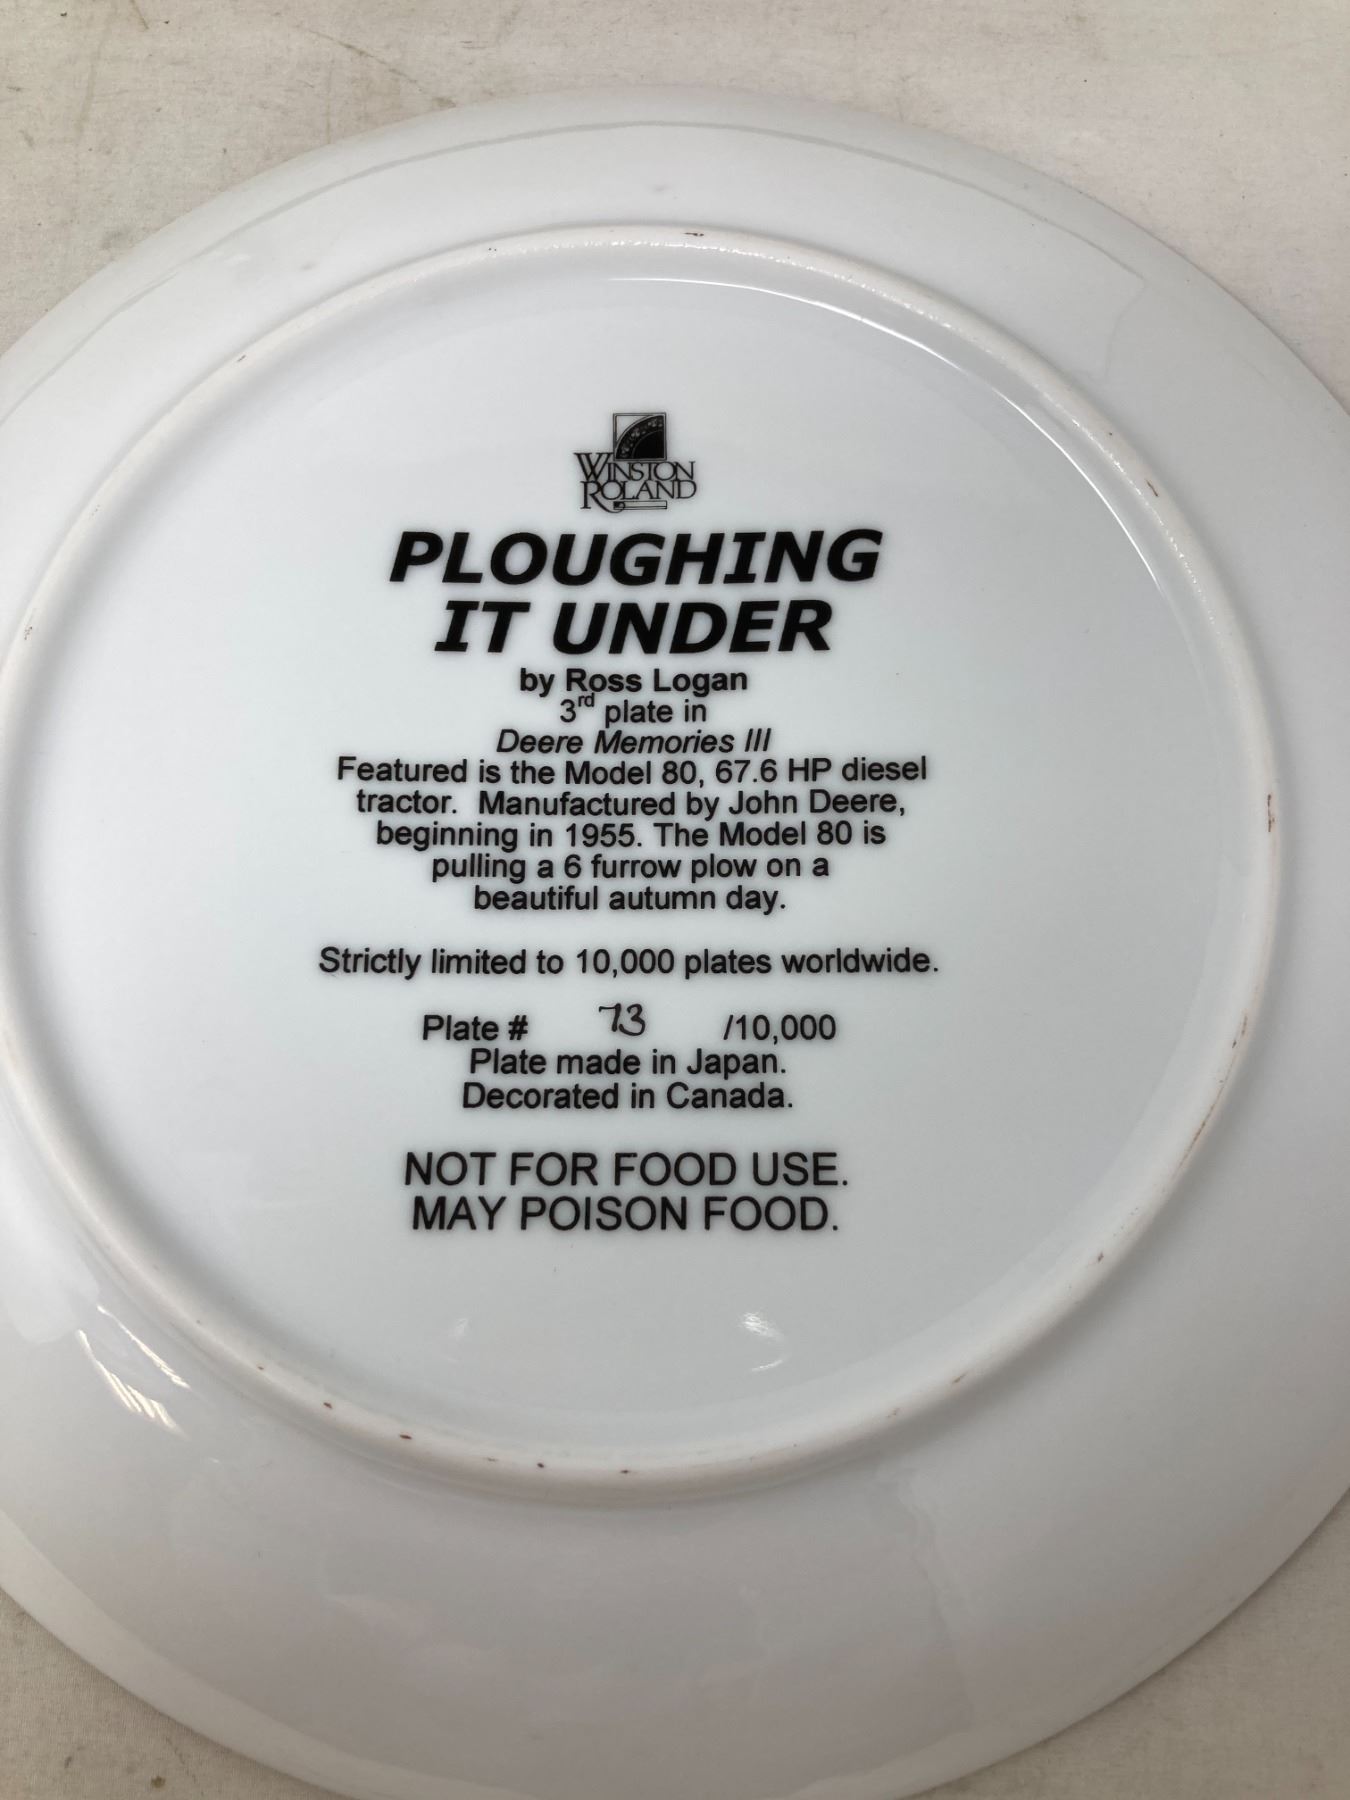 WINSTON
ROLAND
PLOUGHING
IT UNDER
by Ross Logan
3rd plate in
Deere Memories III
Featured is the Model 80, 67.6 HP diesel
tractor. Manufactured by John Deere,
beginning in 1955. The Model 80 is
pulling a 6 furrow plow on a
beautiful autumn day.
Strictly limited to 10,000 plates worldwide.
Plate # 73 /10,000
Plate made in Japan.
Decorated in Canada.
NOT FOR FOOD USE.
MAY POISON FOOD.